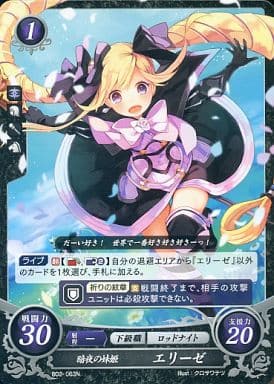 1
だーい好き! 世界で一番好き好き好きーっ!
ライブ 自分の退避エリアから『エリーゼ』以外
のカードを1枚選び、手札に加える。
祈りの紋章 戦闘終了まで、相手の攻撃
ユニットは必殺攻撃できない。
戦闘力
30
射程
一
下級職
ロッドナイト
支援力
20
暗夜の妹姫
エリーゼ
B02-063N
Illust:クロサワテツ